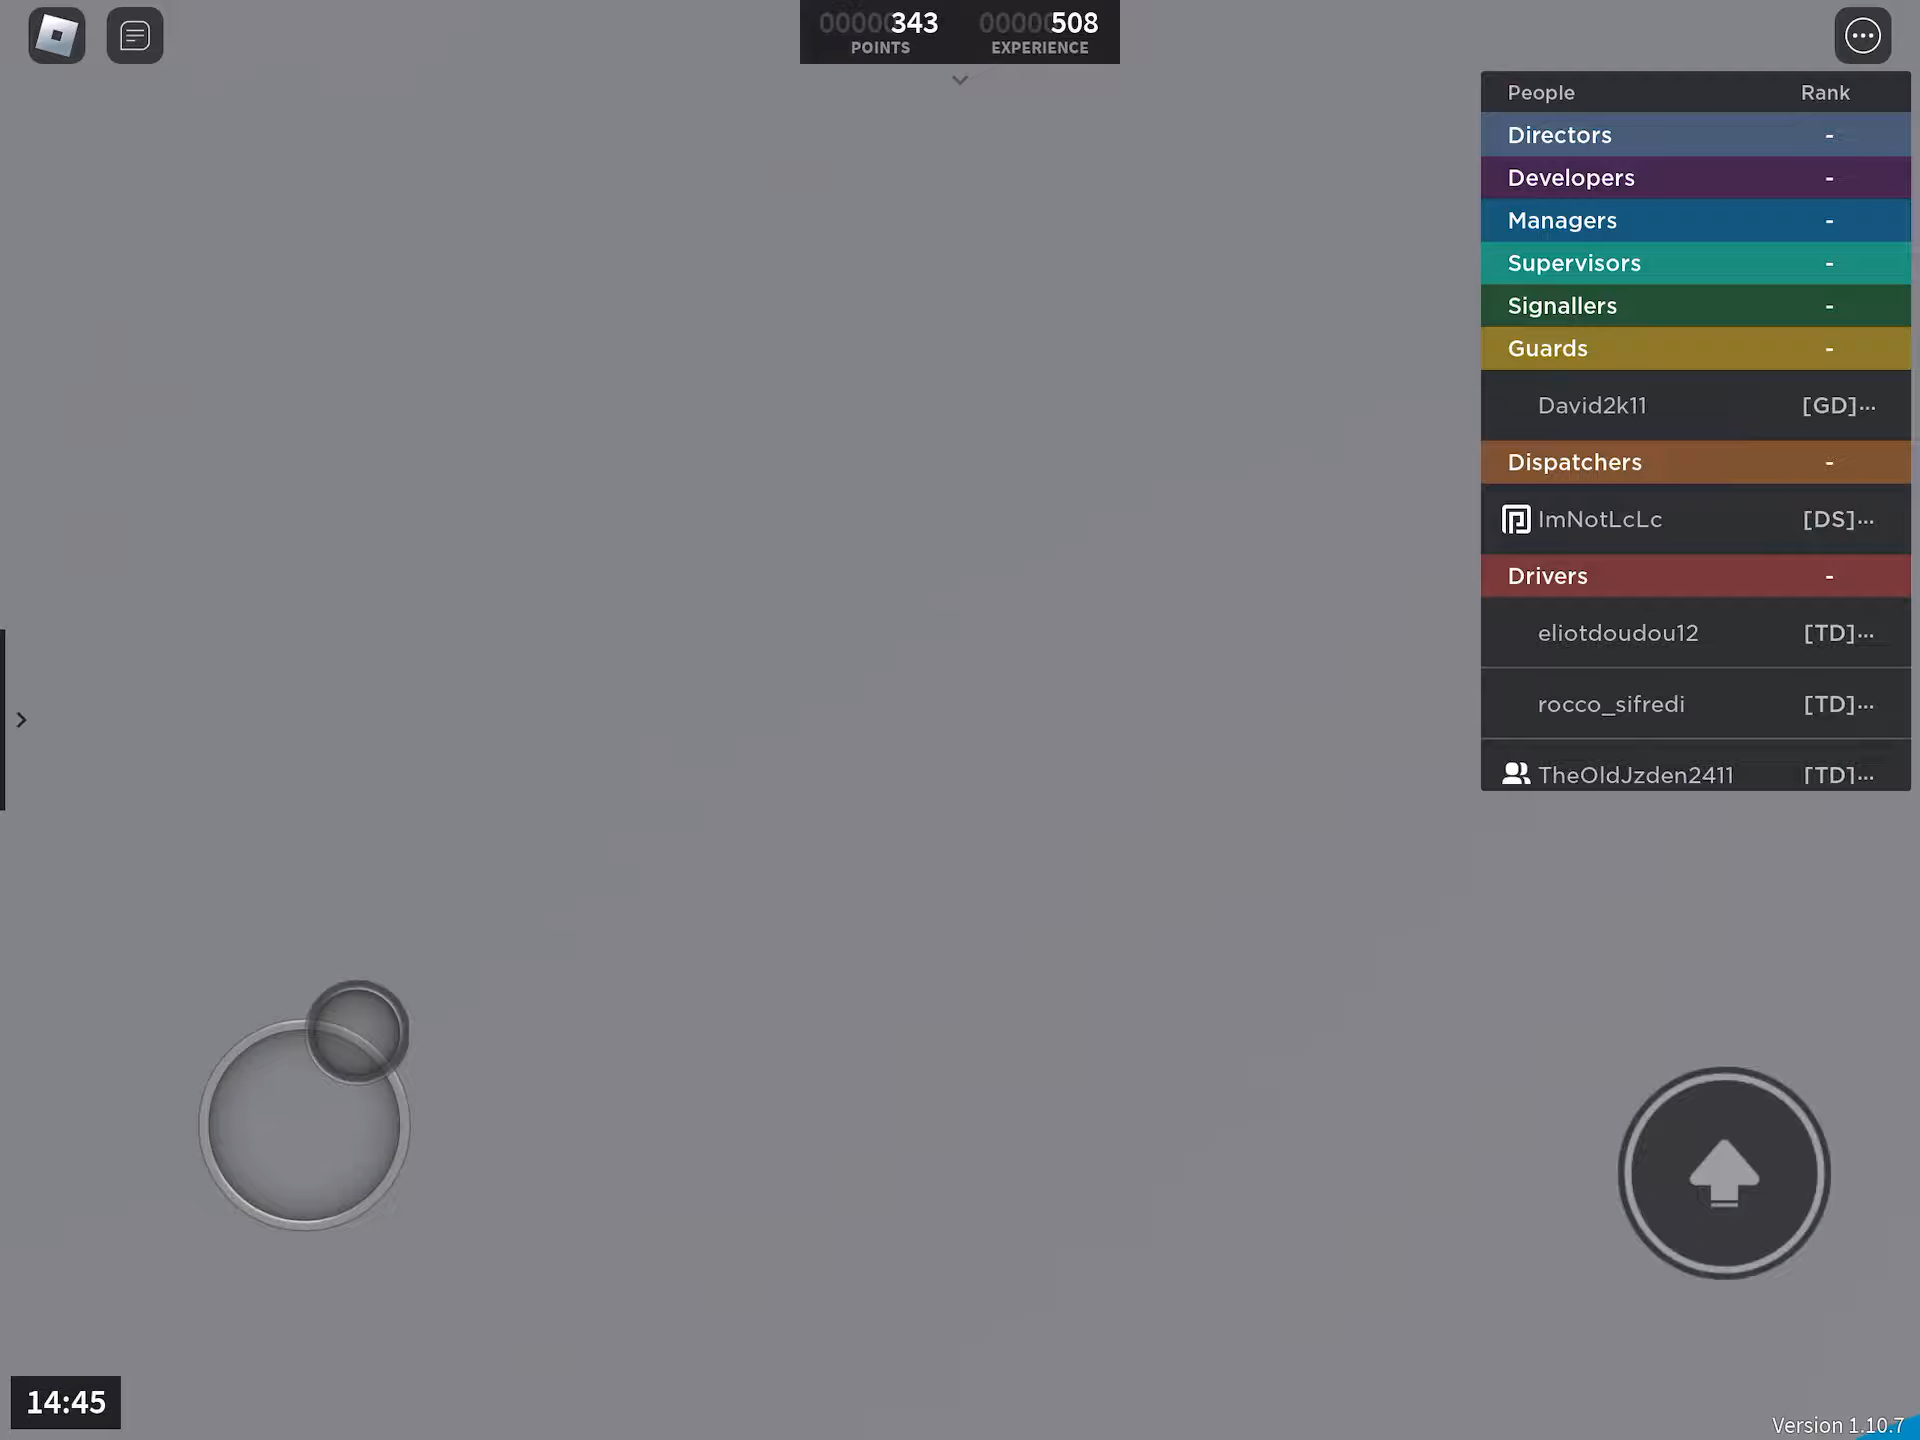 00000343
POINTS
00000508
EXPERIENCE
People Rank
Directors -
Developers -
Managers -
Supervisors -
Signallers -
Guards -
David2k11 [GD]...
Dispatchers -
ImNotLcLc [DS]...
Drivers -
eliotdoudou12 [TD]...
rocco_sifredi [TD]...
TheOldJzden2411 [TD]...
14:45
Version 1.10.7